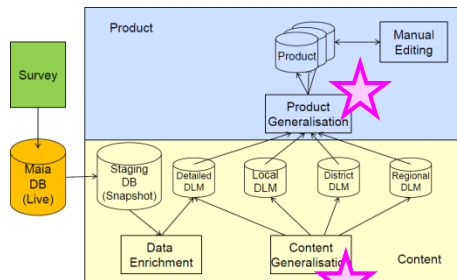 Product
Manual
Editing
Survey
Product
Product
Generalisation
Maia
DB
(Live)
Staging
DB
(Snapshot)
Detailed
DLM
Local
DLM
District
DLM
Regional
DLM
Data
Enrichment
Content
Generalisation
Content